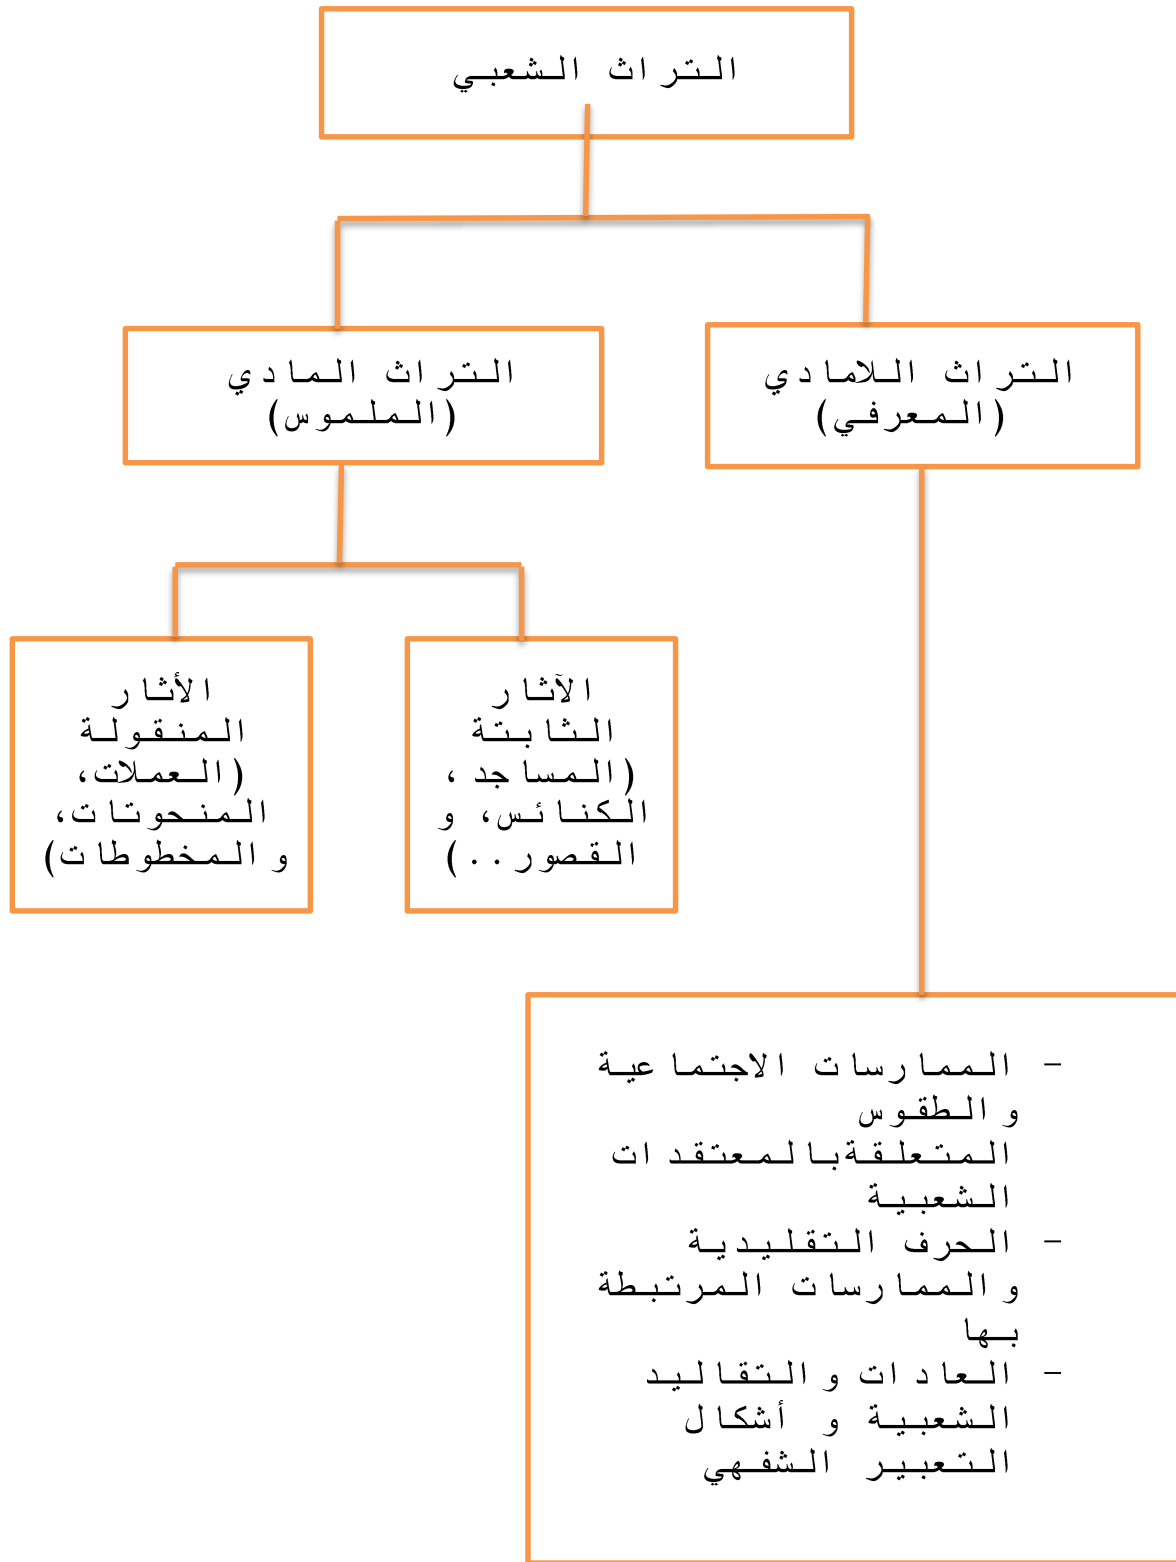 التراث الشعبي
التراث اللامادي
(المعرفي)
التراث المادي
(الملموس)
الآثار
الثابتة
(المساجد،
الكنائس، و
القصور..)
الأثار
المنقولة
(العملات،
المنحوتات،
والمخطوطات)
- الممارسات الاجتماعية
والطقوس
المتعلقةبالمعتقدات
الشعبية
- الحرف التقليدية
والممارسات المرتبطة
بها
- العادات والتقاليد
الشعبية و أشكال
التعبير الشفهي